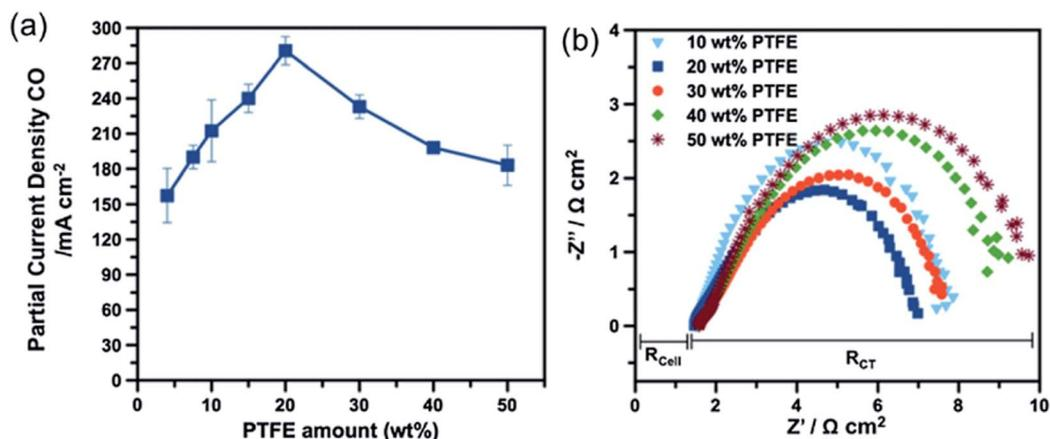 (a)
300
270
240
210
180
150
120
90
60
30
0
Partial Current Density CO
/mA cm-2
0
10
20
30
40
50
PTFE amount (wt%)
(b)
10 wt% PTFE
20 wt% PTFE
30 wt% PTFE
40 wt% PTFE
50 wt% PTFE
4
3
2
1
0
-Z'' / Ω cm2
RCell
RCT
0
2
4
6
8
10
Z' / Ω cm2